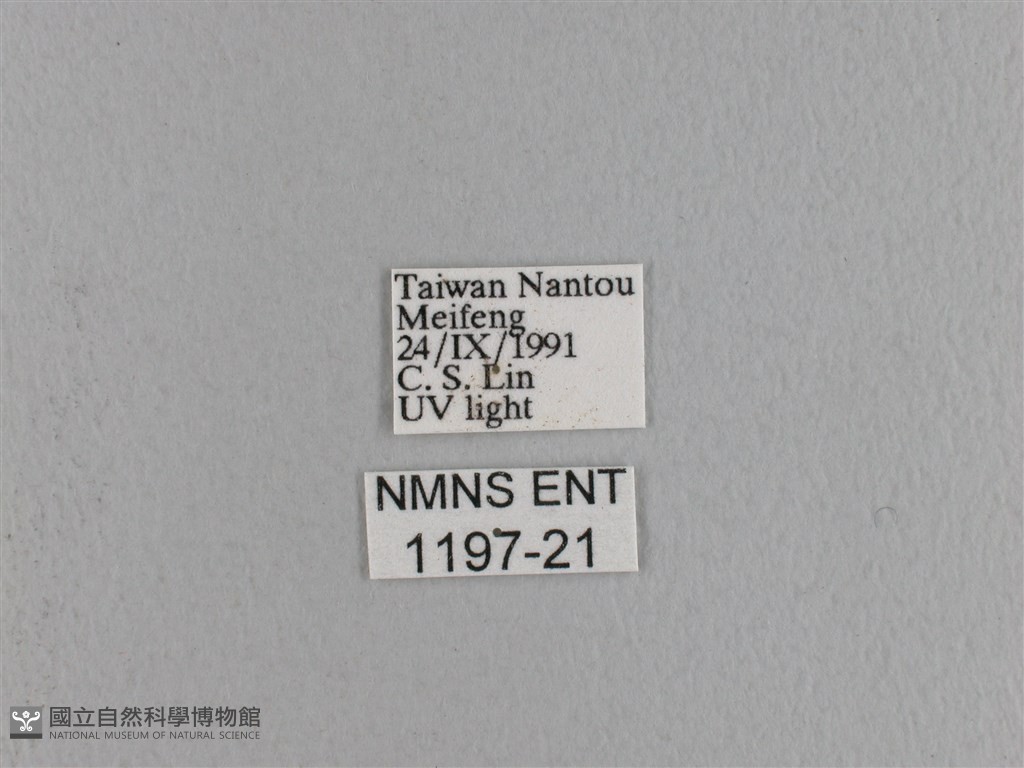 Taiwan Nantou
Meifeng
24/IX/1991
C. S. Lin
UV light
NMNS ENT
1197-21
國立自然科學博物館
NATIONAL MUSEUM OF NATURAL SCIENCE